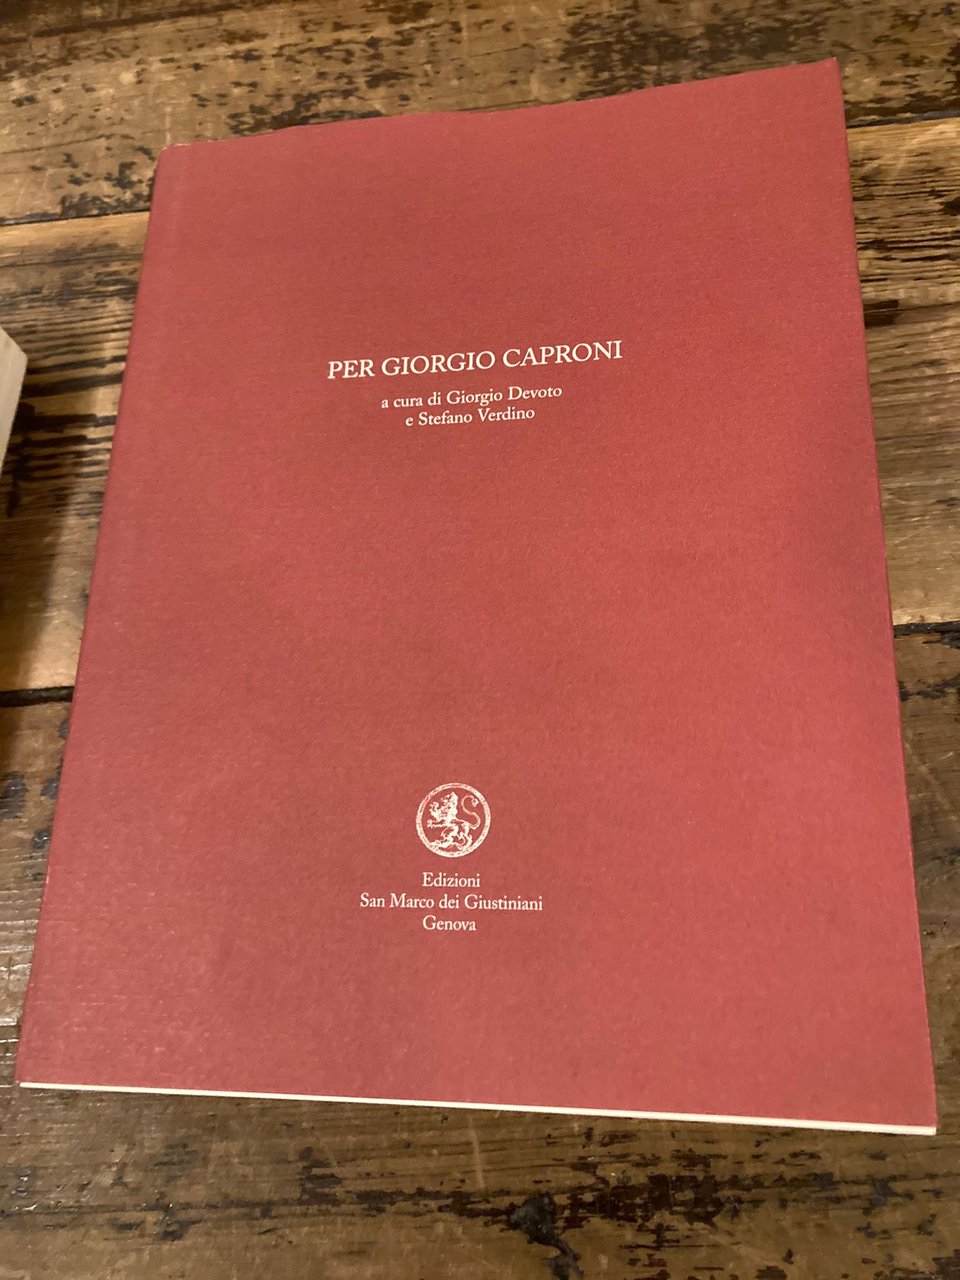 PER GIORGIO CAPRONI
a cura di Giorgio Devoto
e Stefano Verdino
Edizioni
San Marco dei Giustiniani
Genova